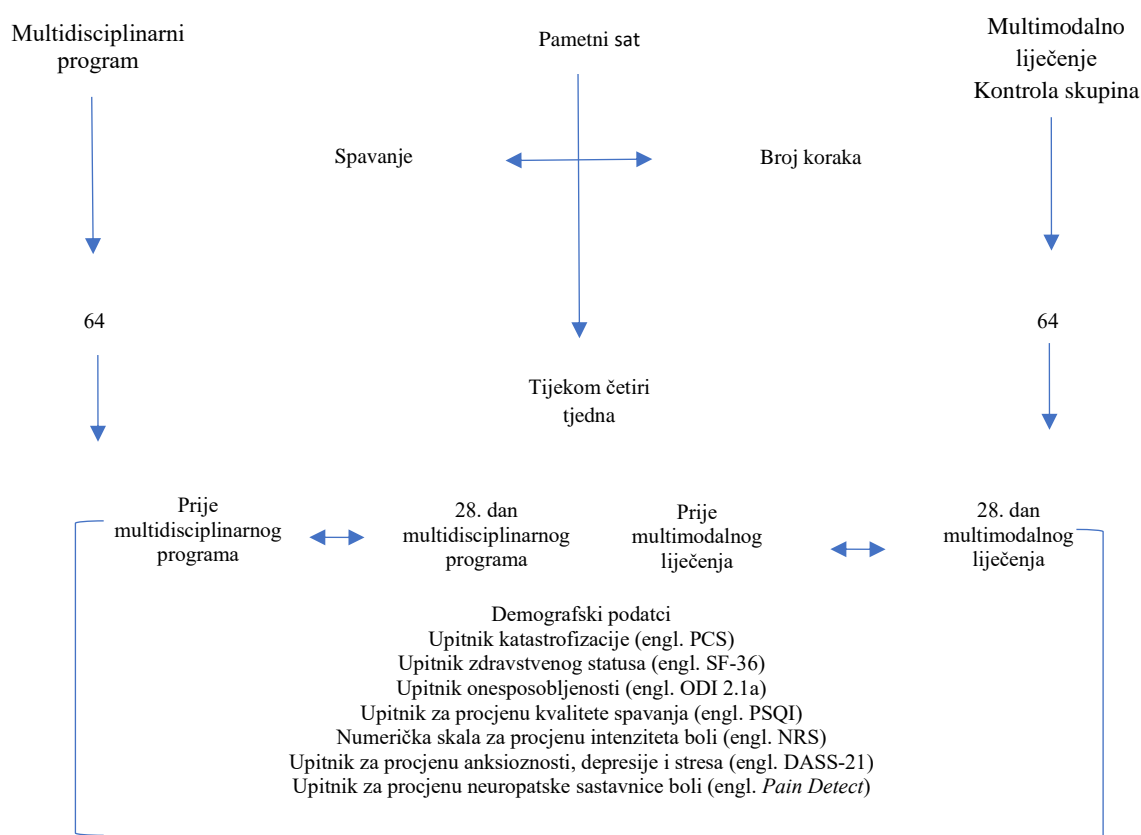 Multidisciplinarni
program
Pametni sat
Multimodalno
liječenje
Kontrola skupina
Spavanje
Broj koraka
64
64
Tijekom četiri
tjedna
Prije
multidisciplinarnog
programa
28. dan
multidisciplinarnog
programa
Prije
multimodalnog
liječenja
28. dan
multimodalnog
liječenja
Demografski podatci
Upitnik katastrofizacije (engl. PCS)
Upitnik zdravstvenog statusa (engl. SF-36)
Upitnik onesposobljenosti (engl. ODI 2.1a)
Upitnik za procjenu kvalitete spavanja (engl. PSQI)
Numerička skala za procjenu intenziteta boli (engl. NRS)
Upitnik za procjenu anksioznosti, depresije i stresa (engl. DASS-21)
Upitnik za procjenu neuropatske sastavnice boli (engl. Pain Detect)